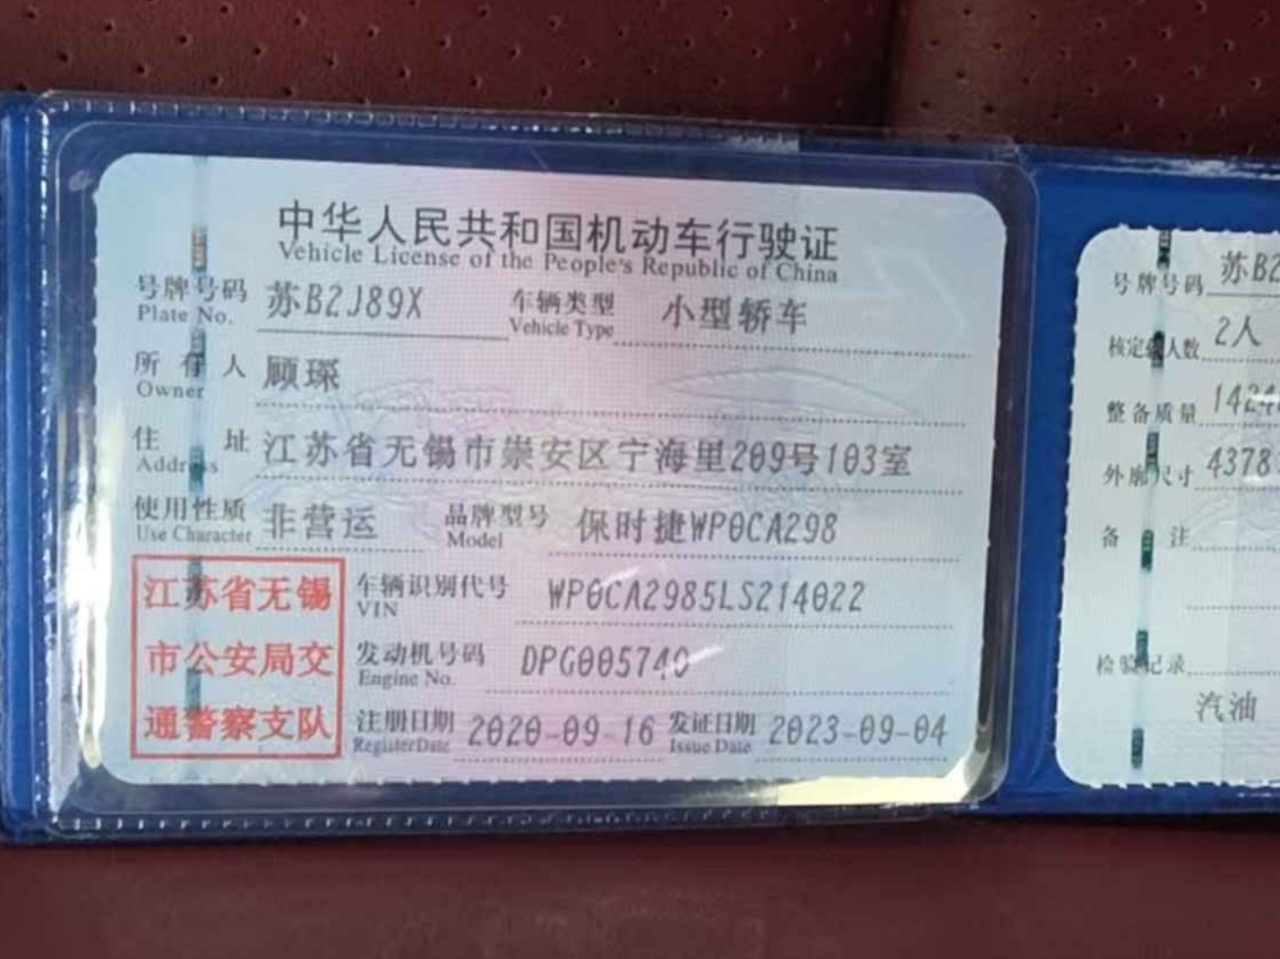 中华人民共和国机动车行驶证
Vehicle License of the People's Republic of China
号牌号码 苏B2J89X 车辆类型 小型轿车
Plate No. Vehicle Type
所有人 顾琛
Owner
住址 江苏省无锡市崇安区宁海里209号103室
Address
使用性质 非营运 品牌型号 保时捷WP0CA298
Use Character Model
江苏省无锡
市公安局交
通警察支队
车辆识别代号 WP0CA2985LS214022
VIN
发动机号码 DPG005740
Engine No.
注册日期 2020-09-16 发证日期 2023-09-04
Register Date Issue Date
号牌号码 苏B2
核定载人数 2人
整备质量 1424
外廓尺寸 4378
备注
检验记录
汽油